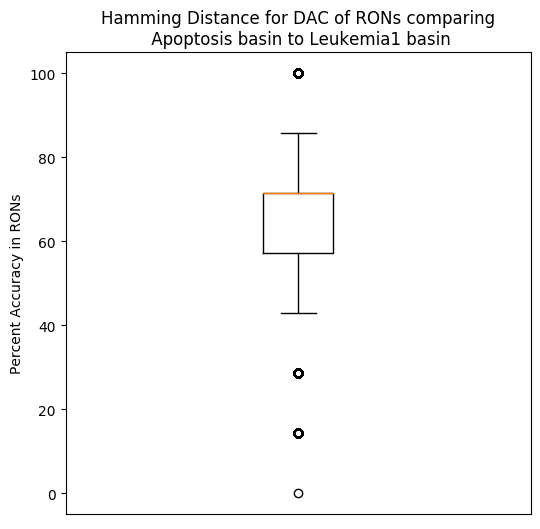 Hamming Distance for DAC of RONs comparing
Apoptosis basin to Leukemia1 basin
Percent Accuracy in RONs
100
80
60
40
20
0